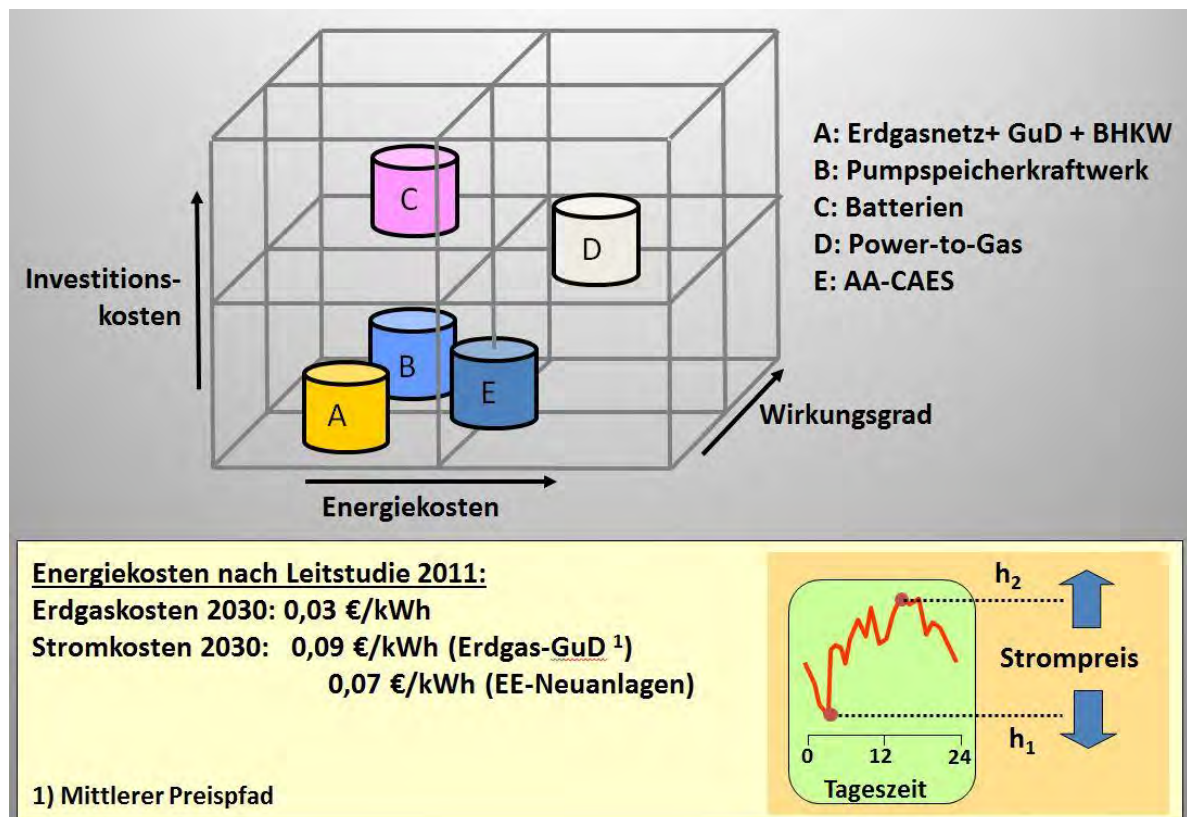 A: Erdgasnetz+ GuD + BHKW
B: Pumpspeicherkraftwerk
C: Batterien
D: Power-to-Gas
E: AA-CAES
C
D
B
E
A
Investitions-
kosten
Wirkungsgrad
Energiekosten
Energiekosten nach Leitstudie 2011:
Erdgaskosten 2030: 0,03 €/kWh
Stromkosten 2030: 0,09 €/kWh (Erdgas-GuD ¹)
0,07 €/kWh (EE-Neuanlagen)
1) Mittlerer Preispfad
h₂
Strompreis
h₁
0 12 24
Tageszeit